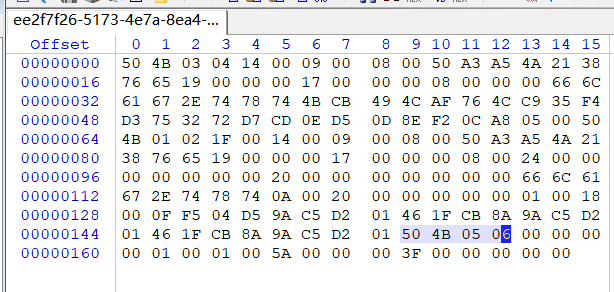 ee2f7f26-5173-4e7a-8ea4-...
Offset 0 1 2 3 4 5 6 7 8 9 10 11 12 13 14 15
00000000 50 4B 03 04 14 00 09 00 08 00 50 A3 A5 4A 21 38
00000016 76 65 19 00 00 00 17 00 00 00 08 00 00 00 66 6C
00000032 61 67 2E 74 78 74 4B CB 49 4C AF 76 4C C9 35 F4
00000048 D3 75 32 72 D7 CD 0E D5 0D 8E F2 0C A8 05 00 50
00000064 4B 01 02 1F 00 14 00 09 00 08 00 50 A3 A5 4A 21
00000080 38 76 65 19 00 00 00 17 00 00 00 08 00 24 00 00
00000096 00 00 00 00 00 20 00 00 00 00 00 00 00 66 6C 61
00000112 67 2E 74 78 74 0A 00 20 00 00 00 00 00 01 00 18
00000128 00 0F F5 04 D5 9A C5 D2 01 46 1F CB 8A 9A C5 D2
00000144 01 46 1F CB 8A 9A C5 D2 01 50 4B 05 06 00 00 00
00000160 00 01 00 01 00 5A 00 00 00 3F 00 00 00 00 00